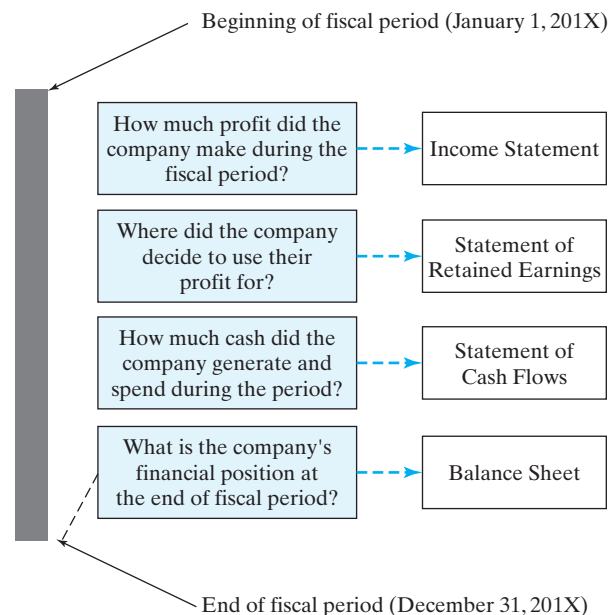 Beginning of fiscal period (January 1, 201X)
How much profit did the
company make during the
fiscal period?
Income Statement
Where did the company
decide to use their
profit for?
Statement of
Retained Earnings
How much cash did the
company generate and
spend during the period?
Statement of
Cash Flows
What is the company's
financial position at
the end of fiscal period?
Balance Sheet
End of fiscal period (December 31, 201X)